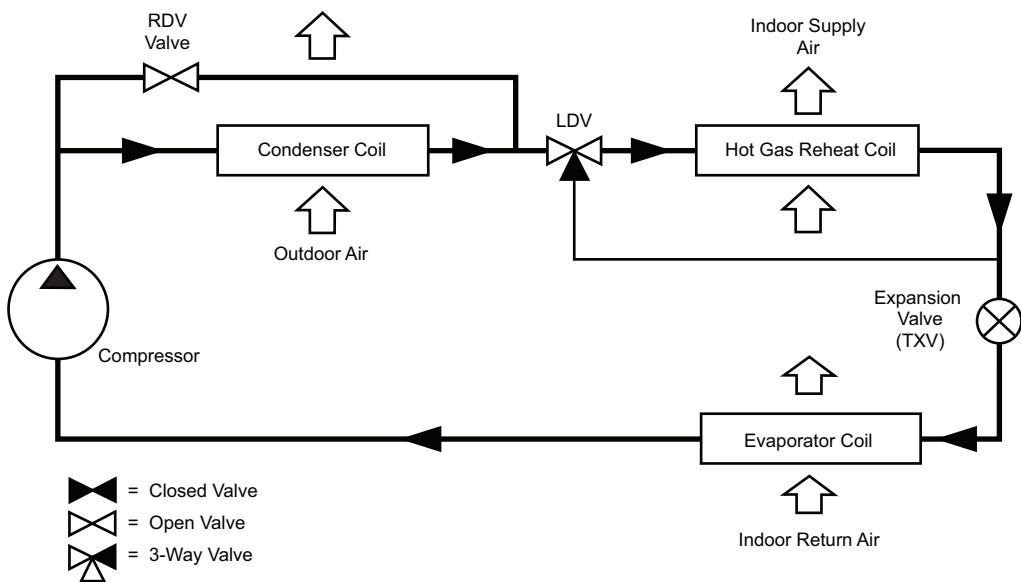 RDV
Valve
Indoor Supply
Air
LDV
Condenser Coil
Hot Gas Reheat Coil
Outdoor Air
Expansion
Valve
(TXV)
Compressor
Evaporator Coil
= Closed Valve
= Open Valve
= 3-Way Valve
Indoor Return Air